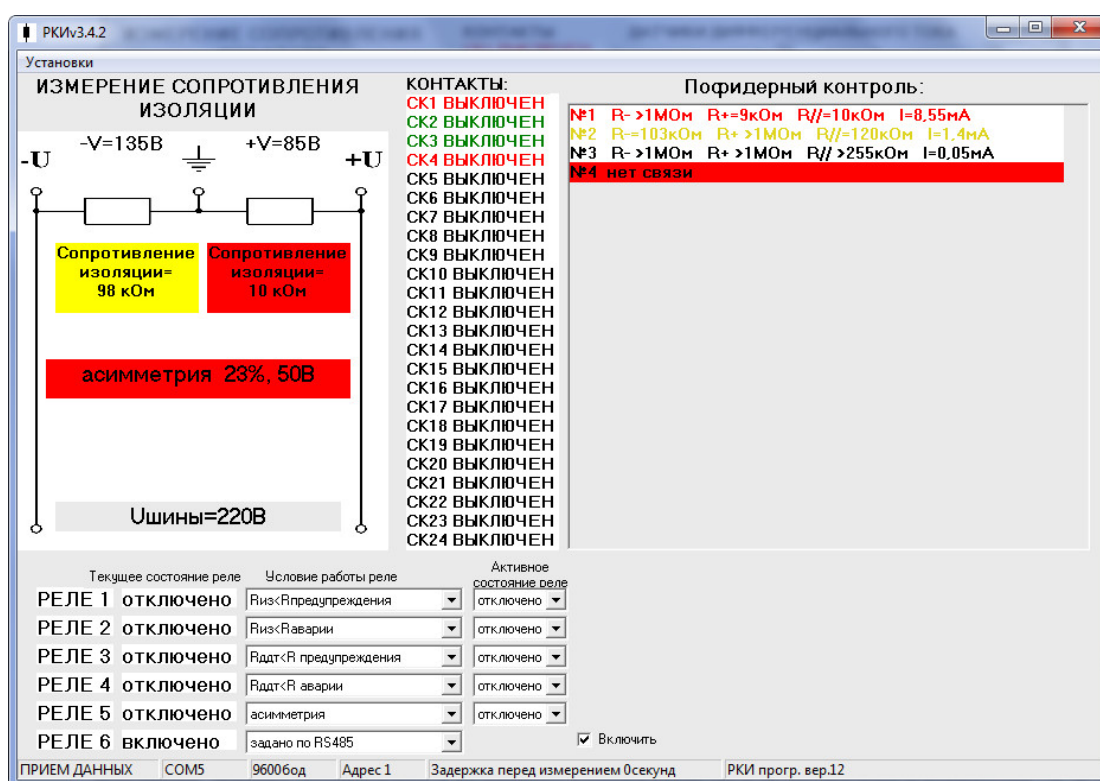 РКИv3.4.2
Установки
ИЗМЕРЕНИЕ СОПРОТИВЛЕНИЯ
ИЗОЛЯЦИИ
-V=135В
+V=85В
-U
+U
Сопротивление
изоляции=
98 кОм
Сопротивление
изоляции=
10 кОм
асимметрия 23%, 50В
Uшины=220В
КОНТАКТЫ:
СК1 ВЫКЛЮЧЕН
СК2 ВЫКЛЮЧЕН
СК3 ВЫКЛЮЧЕН
СК4 ВЫКЛЮЧЕН
СК5 ВЫКЛЮЧЕН
СК6 ВЫКЛЮЧЕН
СК7 ВЫКЛЮЧЕН
СК8 ВЫКЛЮЧЕН
СК9 ВЫКЛЮЧЕН
СК10 ВЫКЛЮЧЕН
СК11 ВЫКЛЮЧЕН
СК12 ВЫКЛЮЧЕН
СК13 ВЫКЛЮЧЕН
СК14 ВЫКЛЮЧЕН
СК15 ВЫКЛЮЧЕН
СК16 ВЫКЛЮЧЕН
СК17 ВЫКЛЮЧЕН
СК18 ВЫКЛЮЧЕН
СК19 ВЫКЛЮЧЕН
СК20 ВЫКЛЮЧЕН
СК21 ВЫКЛЮЧЕН
СК22 ВЫКЛЮЧЕН
СК23 ВЫКЛЮЧЕН
СК24 ВЫКЛЮЧЕН
Пофидерный контроль:
№1 R- >1МОм R+=9кОм R//=10кОм I=8,55мА
№2 R-=103кОм R+ >1МОм R//=120кОм I=1,4мА
№3 R- >1МОм R+ >1МОм R// >255кОм I=0,05мА
№4 нет связи
Текущее состояние реле Условие работы реле Активное
состояние реле
РЕЛЕ 1 отключено Rиз<Rпредупреждения отключено
РЕЛЕ 2 отключено Rиз<Rаварии отключено
РЕЛЕ 3 отключено Rддт<R предупреждения отключено
РЕЛЕ 4 отключено Rддт<R аварии отключено
РЕЛЕ 5 отключено асимметрия отключено
РЕЛЕ 6 включено задано по RS485 Включить
ПРИЕМ ДАННЫХ COM5 9600бод Адрес 1 Задержка перед измерением 0секунд РКИ прогр. вер.12